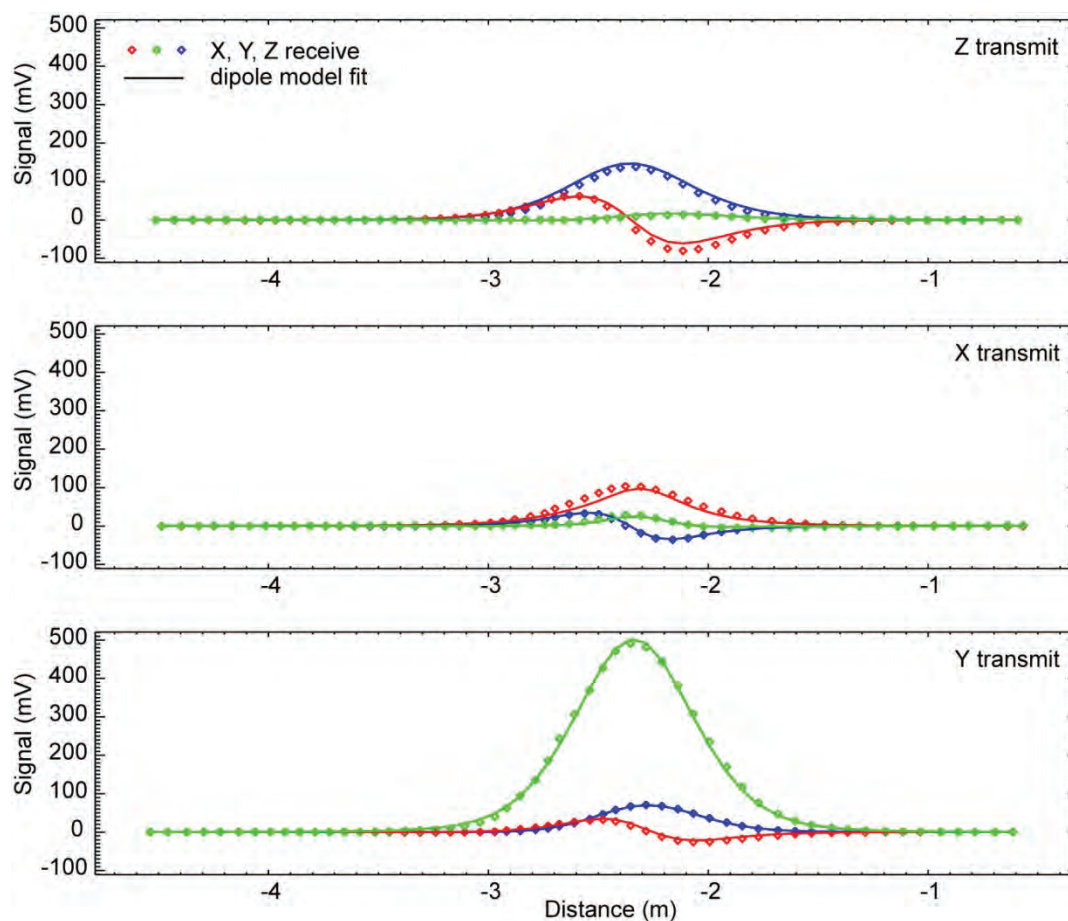 500
400
300
200
100
0
-100
Signal (mV)
X, Y, Z receive
dipole model fit
Z transmit
-4 -3 -2 -1
500
400
300
200
100
0
-100
Signal (mV)
X transmit
-4 -3 -2 -1
500
400
300
200
100
0
-100
Signal (mV)
Y transmit
-4 -3 -2 -1
Distance (m)